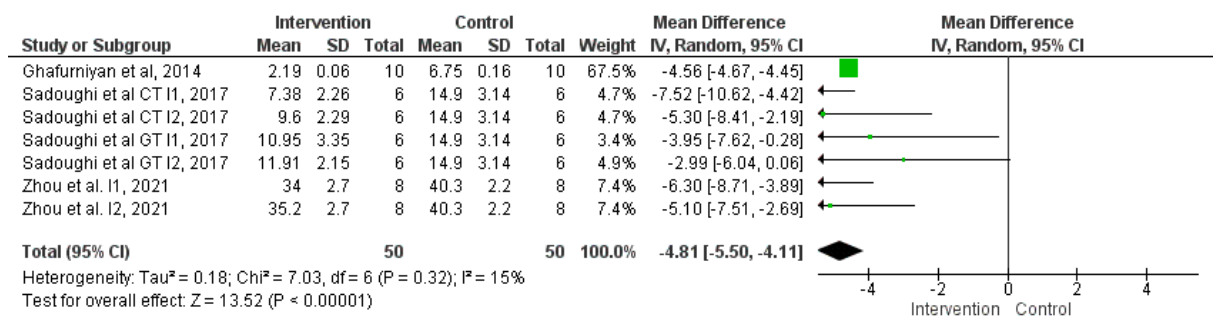 Intervention Control Mean Difference Mean Difference
Study or Subgroup Mean SD Total Mean SD Total Weight IV, Random, 95% CI IV, Random, 95% CI
Ghafurniyan et al, 2014 2.19 0.06 10 6.75 0.16 10 67.5% -4.56 [-4.67, -4.45]
Sadoughi et al CT I1, 2017 7.38 2.26 6 14.9 3.14 6 4.7% -7.52 [-10.62, -4.42]
Sadoughi et al CT I2, 2017 9.6 2.29 6 14.9 3.14 6 4.7% -5.30 [-8.41, -2.19]
Sadoughi et al GT I1, 2017 10.95 3.35 6 14.9 3.14 6 3.4% -3.95 [-7.62, -0.28]
Sadoughi et al GT I2, 2017 11.91 2.15 6 14.9 3.14 6 4.9% -2.99 [-6.04, 0.06]
Zhou et al. I1, 2021 34 2.7 8 40.3 2.2 8 7.4% -6.30 [-8.71, -3.89]
Zhou et al. I2, 2021 35.2 2.7 8 40.3 2.2 8 7.4% -5.10 [-7.51, -2.69]
Total (95% CI) 50 50 100.0% -4.81 [-5.50, -4.11]
Heterogeneity: Tau² = 0.18; Chi² = 7.03, df = 6 (P = 0.32); I² = 15%
Test for overall effect: Z = 13.52 (P < 0.00001)
-4 -2 0 2 4
Intervention Control